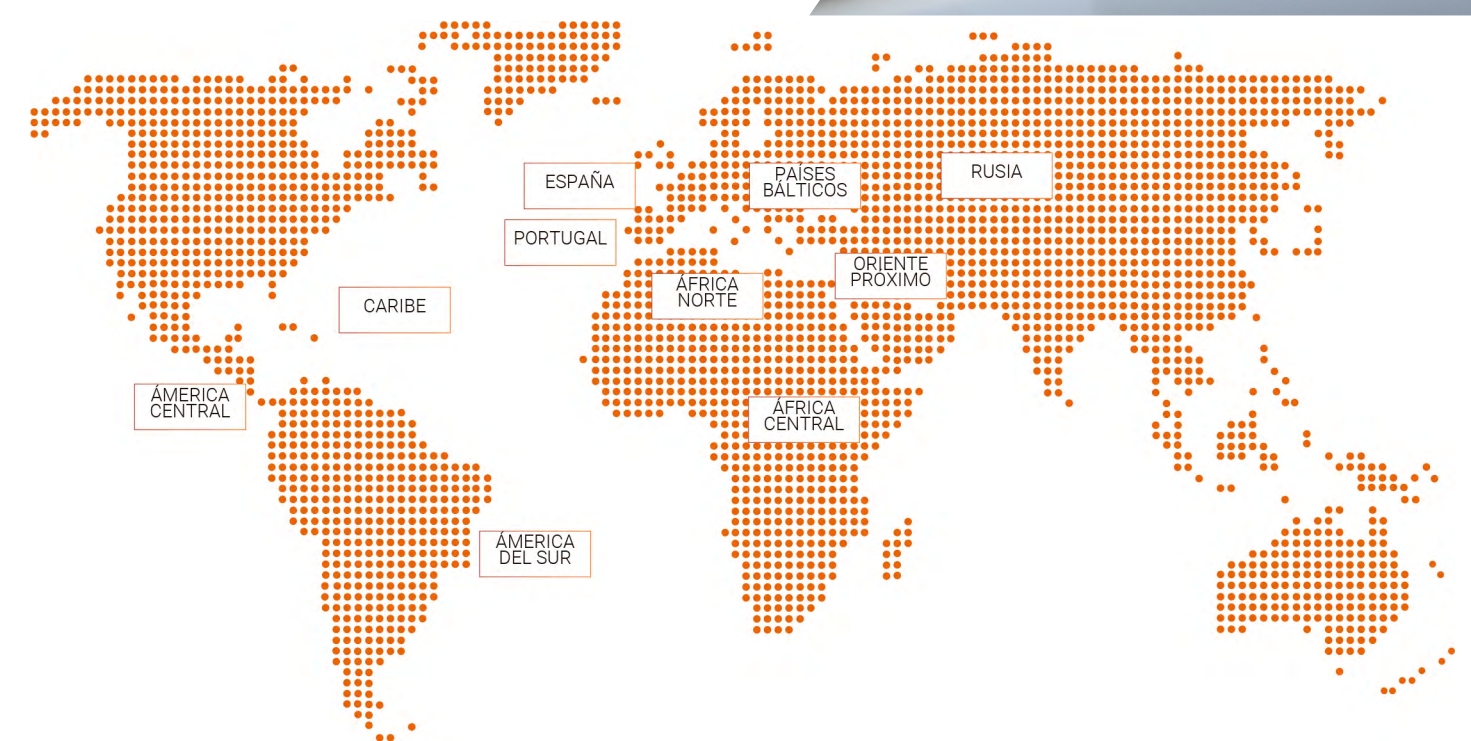 ESPAÑA
PAÍSES
BÁLTICOS
RUSIA
PORTUGAL
ORIENTE
PRÓXIMO
ÁFRICA
NORTE
CARIBE
ÁMERICA
CENTRAL
ÁFRICA
CENTRAL
ÁMERICA
DEL SUR